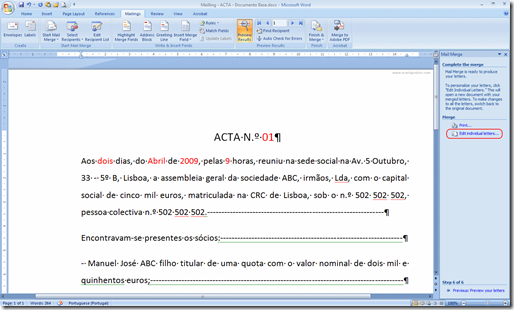 Mailing - ACTA - Documento Base.docx - Microsoft Word
Home Insert Page Layout References Mailings Review View Acrobat
Envelopes Labels Start Mail Merge Select Recipients Edit Recipient List Highlight Merge Fields Address Block Greeting Line Insert Merge Field Rules Match Fields Update Labels Preview Results 1 Find Recipient Auto Check for Errors Finish & Merge Merge to Adobe PDF
Create Start Mail Merge Write & Insert Fields Preview Results Finish Acrobat
Mail Merge
Complete the merge
Mail Merge is ready to produce your letters.
To personalize your letters, click "Edit Individual Letters." This will open a new document with your merged letters. To make changes to all the letters, switch back to the original document.
Merge
Print...
Edit individual letters...
ACTA·N.º·01¶
Aos·dois·dias,·do·Abril·de·2009,·pelas·9·horas,·reuniu·na·sede·social·na·Av.·5·Outubro,·
33·--·5º·B,·Lisboa,·a·assembleia·geral·da·sociedade·ABC,·irmãos,·Lda,·com·o·capital·
social·de·cinco·mil·euros,·matriculada·na·CRC·de·Lisboa,·sob·o·n.º·502·502·502,·
pessoa·colectiva·n.º·502·502·502.------------------------------------------------------------¶
Encontravam-se·presentes·os·sócios:------------------------------------------------------------¶
--·Manuel·José·ABC·filho·titular·de·uma·quota·com·o·valor·nominal·de·dois·mil·e·
quinhentos·euros;------------------------------------------------------------¶
Step 6 of 6
Previous: Preview your letters
Page: 1 of 1 Words: 264 Portuguese (Portugal) 100%